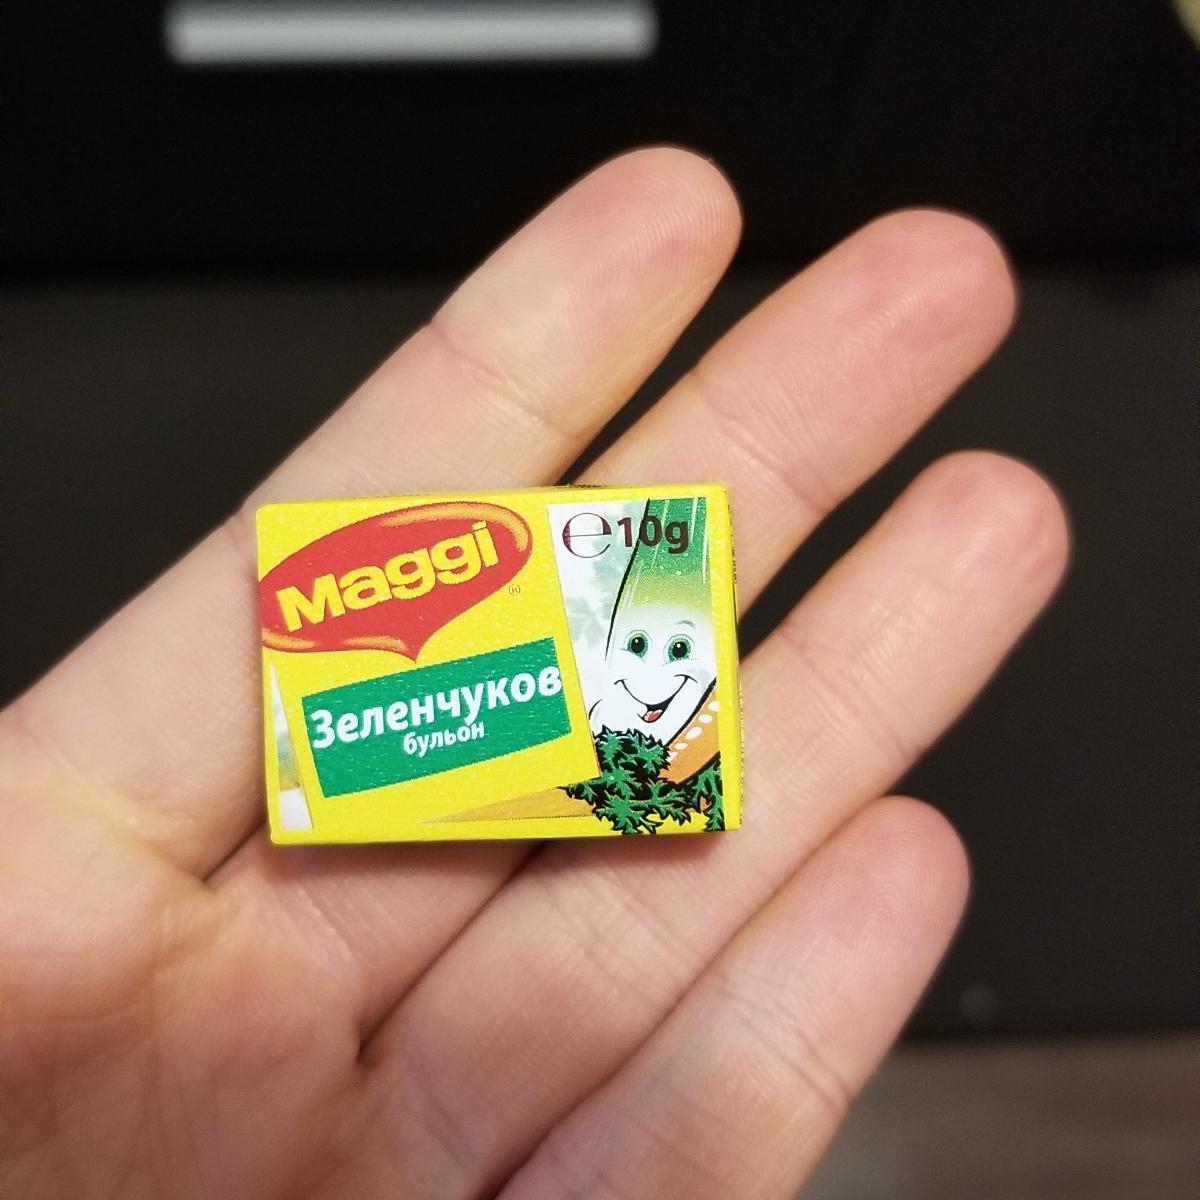 Maggi
®
Зеленчуков
бульон
℮10g